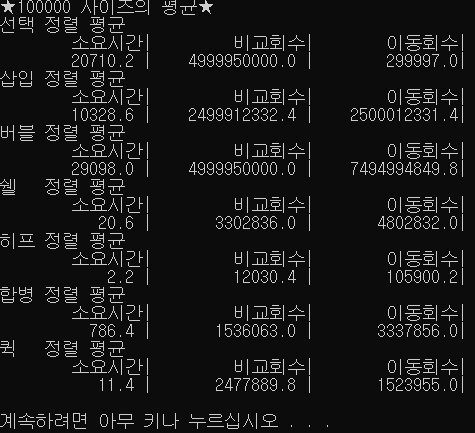 ★100000 사이즈의 평균★
선택 정렬 평균
소요시간| 비교회수| 이동회수|
20710.2 | 4999950000.0 | 299997.0|
삽입 정렬 평균
소요시간| 비교회수| 이동회수|
10328.6 | 2499912332.4 | 2500012331.4|
버블 정렬 평균
소요시간| 비교회수| 이동회수|
29098.0 | 4999950000.0 | 7494994849.8|
쉘 정렬 평균
소요시간| 비교회수| 이동회수|
20.6 | 3302836.0 | 4802832.0|
히프 정렬 평균
소요시간| 비교회수| 이동회수|
2.2 | 12030.4 | 105900.2|
합병 정렬 평균
소요시간| 비교회수| 이동회수|
786.4 | 1536063.0 | 3337856.0|
퀵 정렬 평균
소요시간| 비교회수| 이동회수|
11.4 | 2477889.8 | 1523955.0|
계속하려면 아무 키나 누르십시오 . . .